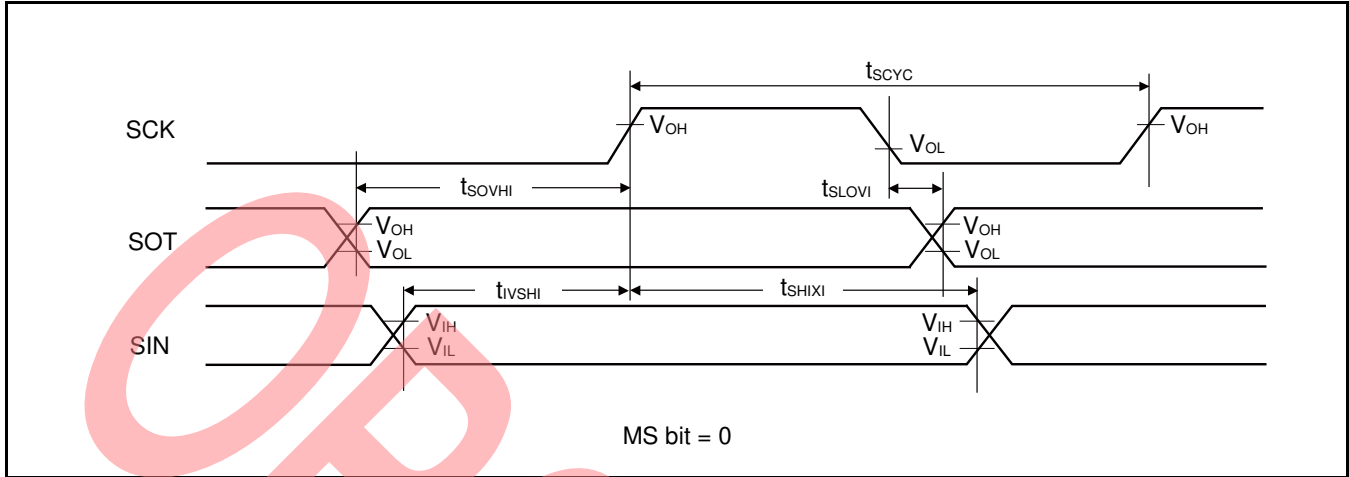 tSCYC
SCK
VOH
VOL
VOH
tSOVHI
tSLOVI
SOT
VOH
VOL
VOH
VOL
tIVSHI
tSHIXI
SIN
VIH
VIL
VIH
VIL
MS bit = 0